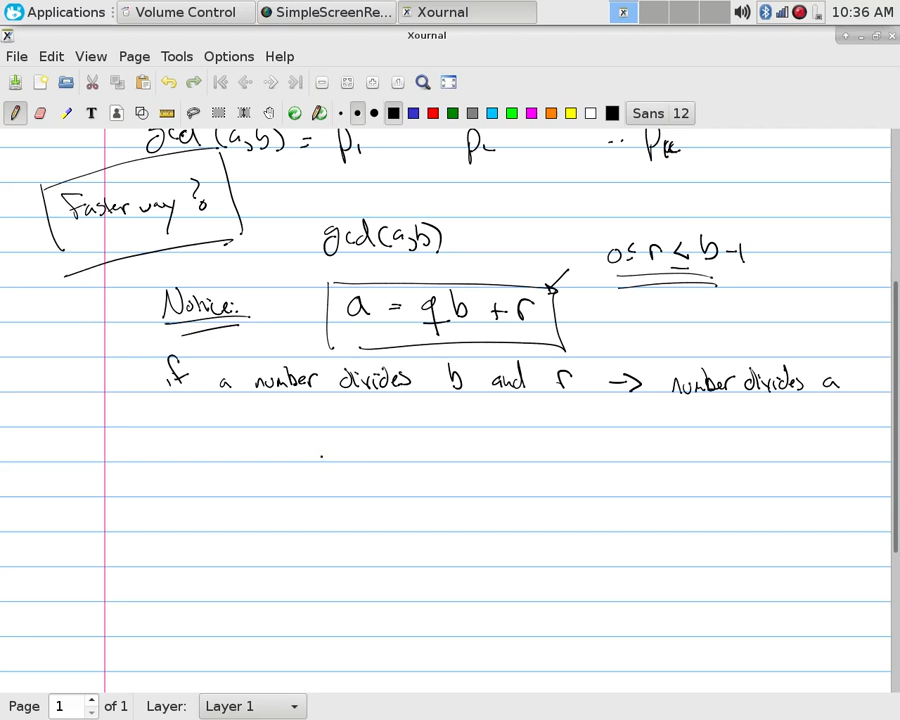 Applications Volume Control SimpleScreenRe... Xournal 10:36 AM
Xournal
File Edit View Page Tools Options Help
Sans 12
gcd (a,b) = p₁ p₂ ·· pₖ
Faster way?
gcd(a,b)
0 ≤ r ≤ b-1
Notice: a = qb + r
if a number divides b and r → number divides a
Page 1 of 1 Layer: Layer 1